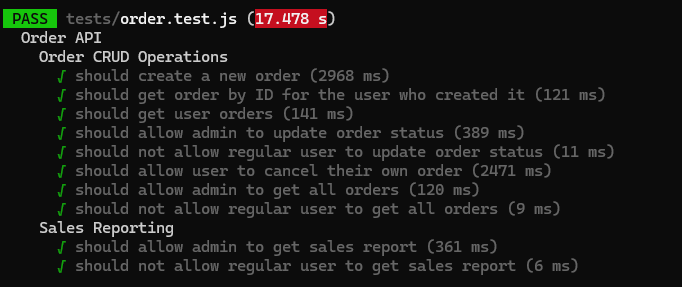 PASS tests/order.test.js (17.478 s)
Order API
Order CRUD Operations
√ should create a new order (2968 ms)
√ should get order by ID for the user who created it (121 ms)
√ should get user orders (141 ms)
√ should allow admin to update order status (389 ms)
√ should not allow regular user to update order status (11 ms)
√ should allow user to cancel their own order (2471 ms)
√ should allow admin to get all orders (120 ms)
√ should not allow regular user to get all orders (9 ms)
Sales Reporting
√ should allow admin to get sales report (361 ms)
√ should not allow regular user to get sales report (6 ms)